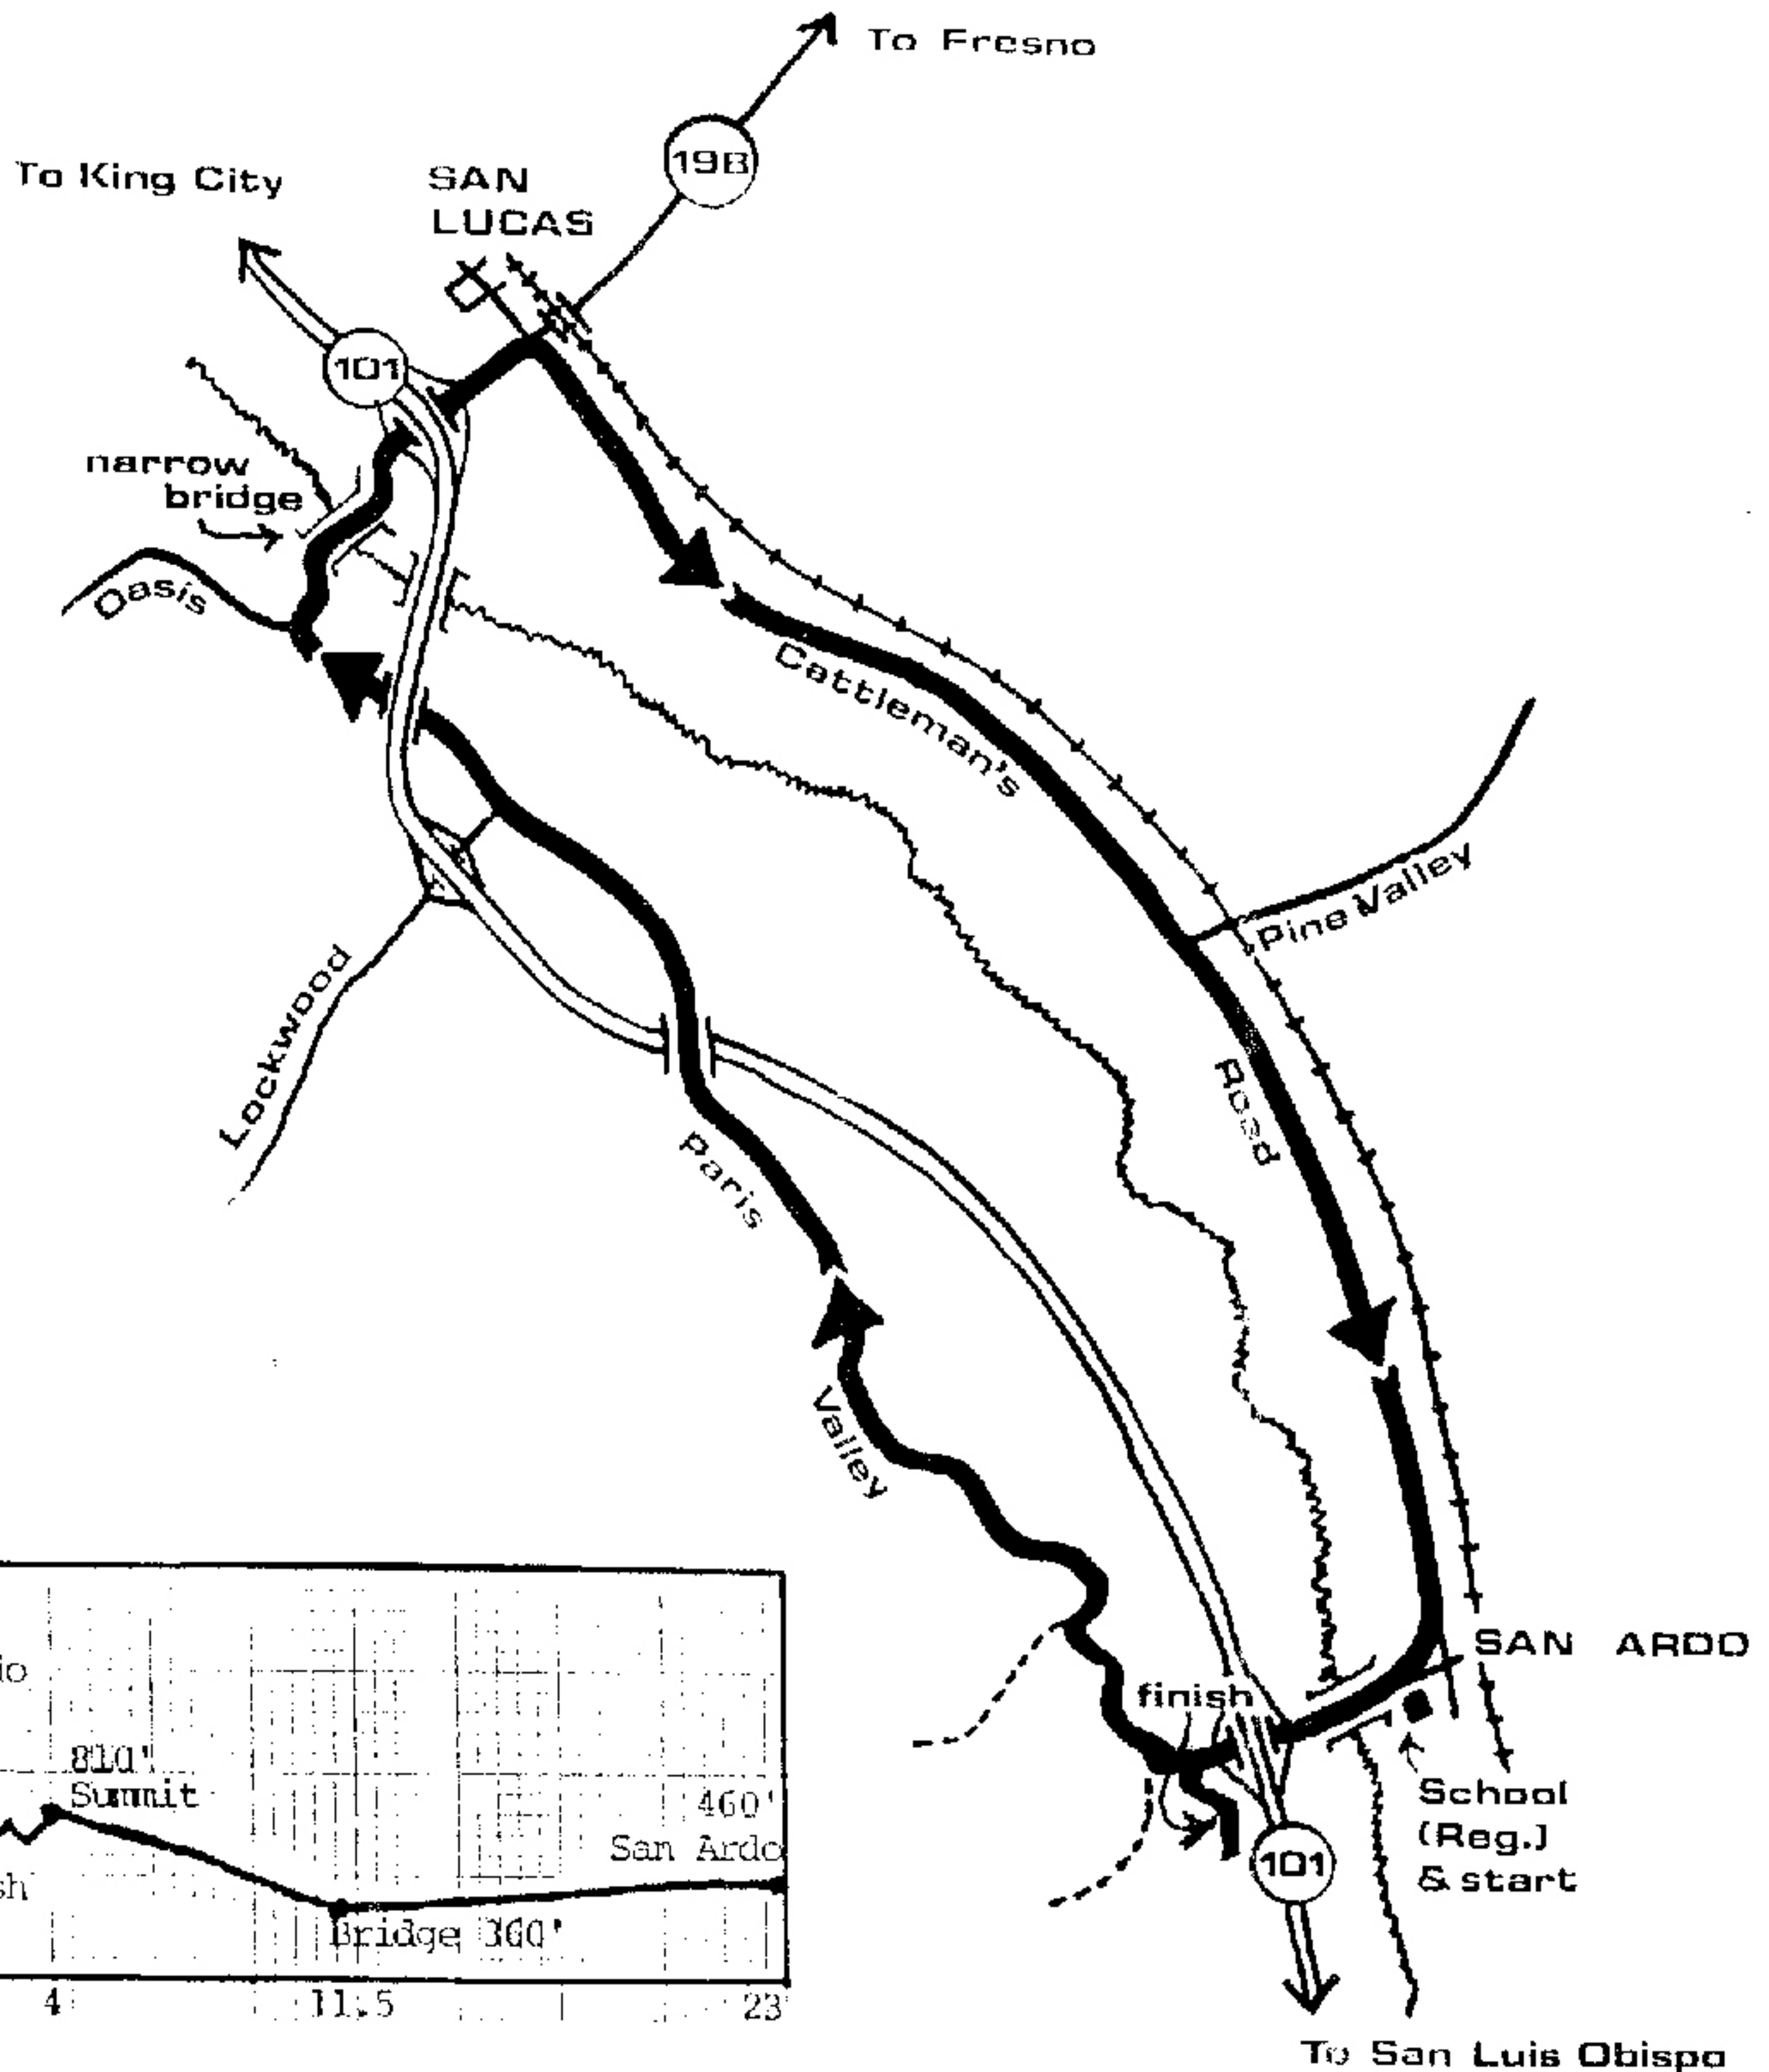 To Fresno
19B
To King City
SAN
LUCAS
101
narrow
bridge
Oasis
Cattleman's
Pine Valley
Lockwood
Road
Paris
Valley
SAN ARDO
finish
School
(Reg.)
& start
101
To San Luis Obispo
810'
Summit
460'
San Ardo
Bridge 360'
4
11.5
23